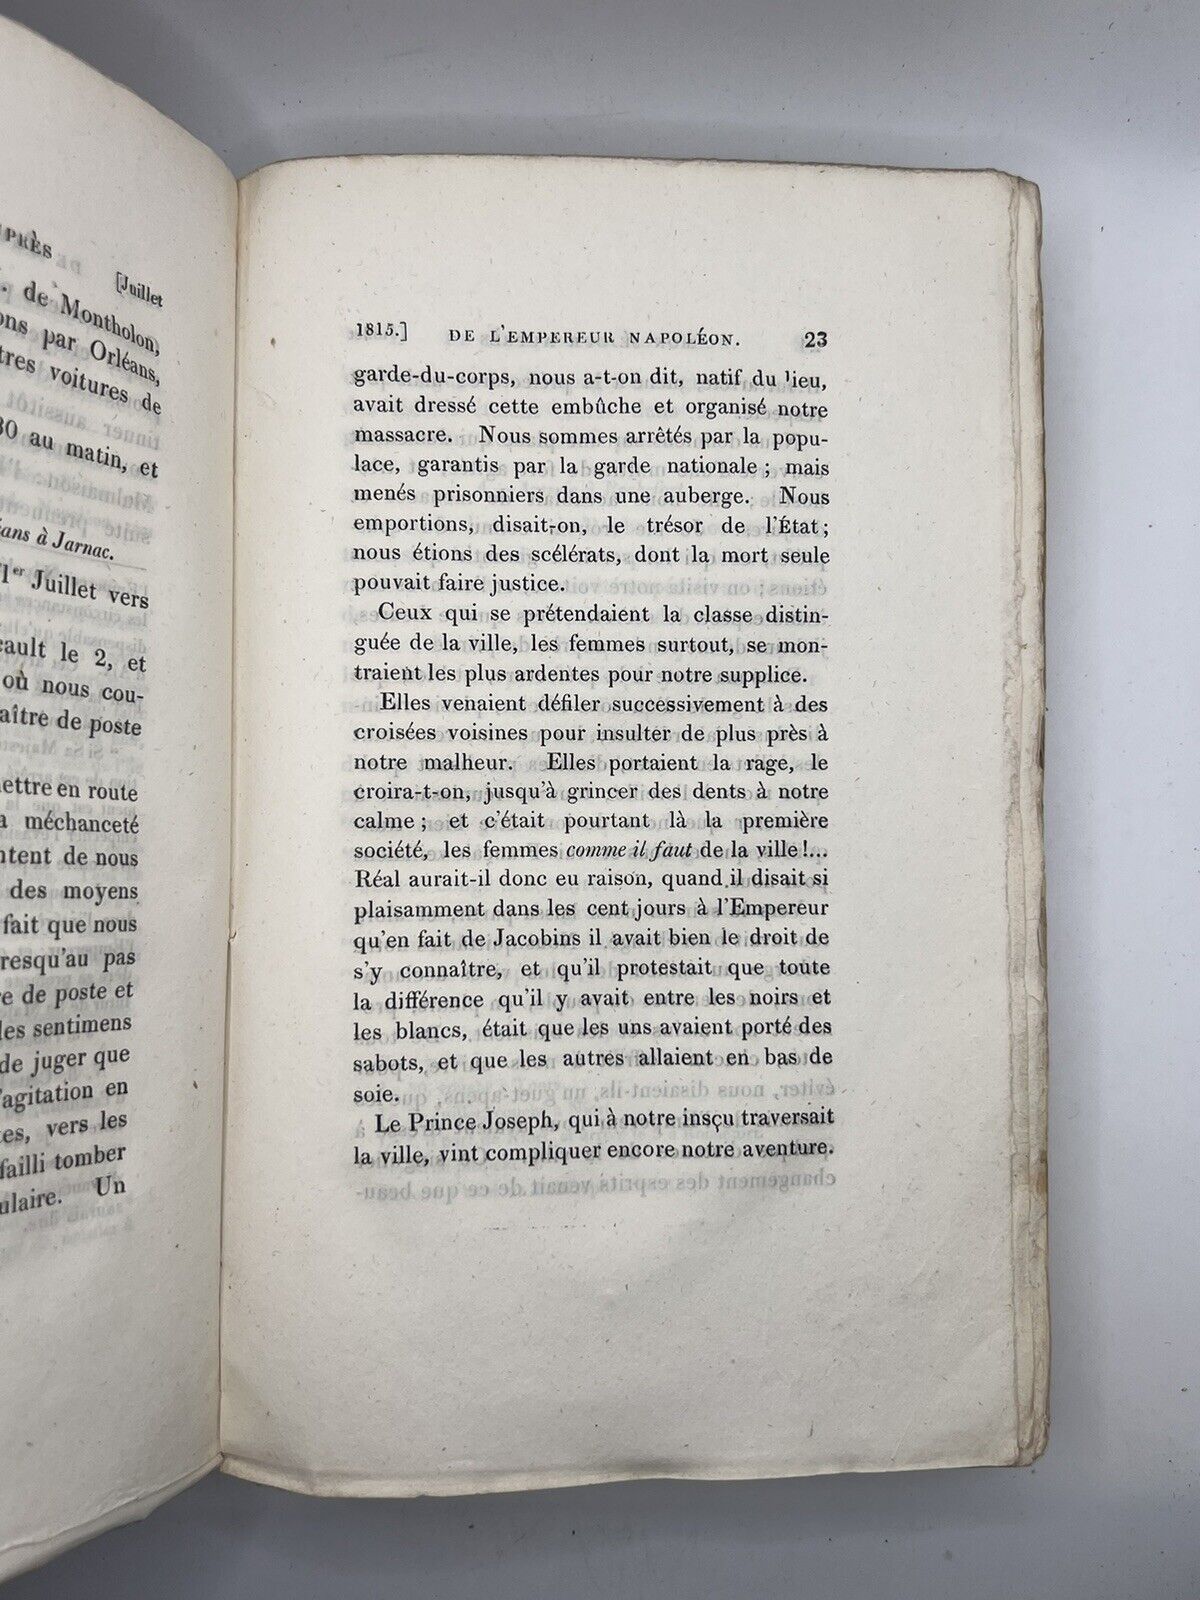 PRÈS
[Juillet
. de Montholon,
ons par Orléans,
tres voitures de
30 au matin, et
ans à Jarnac.
1er Juillet vers
cault le 2, et
où nous cou-
aître de poste
ettre en route
a méchanceté
ntent de nous
des moyens
fait que nous
resqu'au pas
re de poste et
les sentimens
de juger que
'agitation en
tes, vers les
failli tomber
ulaire. Un
1815.] DE L'EMPEREUR NAPOLÉON. 23
garde-du-corps, nous a-t-on dit, natif du lieu,
avait dressé cette embûche et organisé notre
massacre. Nous sommes arrêtés par la popu-
lace, garantis par la garde nationale ; mais
menés prisonniers dans une auberge. Nous
emportions, disait-on, le trésor de l'État ;
nous étions des scélérats, dont la mort seule
pouvait faire justice.
Ceux qui se prétendaient la classe distin-
guée de la ville, les femmes surtout, se mon-
traient les plus ardentes pour notre supplice.
Elles venaient défiler successivement à des
croisées voisines pour insulter de plus près à
notre malheur. Elles portaient la rage, le
croira-t-on, jusqu'à grincer des dents à notre
calme ; et c'était pourtant là la première
société, les femmes comme il faut de la ville !...
Réal aurait-il donc eu raison, quand il disait si
plaisamment dans les cent jours à l'Empereur
qu'en fait de Jacobins il avait bien le droit de
s'y connaître, et qu'il protestait que toute
la différence qu'il y avait entre les noirs et
les blancs, était que les uns avaient porté des
sabots, et que les autres allaient en bas de
soie.
Le Prince Joseph, qui à notre insçu traversait
la ville, vint compliquer encore notre aventure.